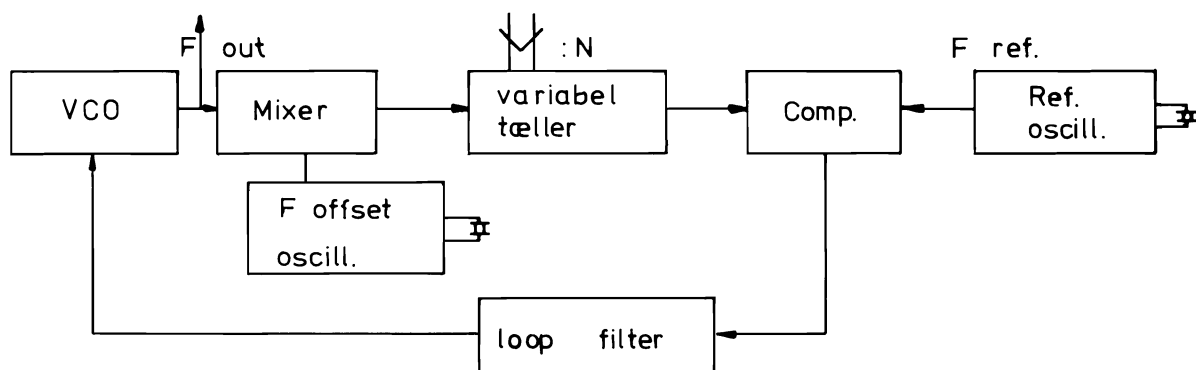 F out
: N
F ref.
VCO
Mixer
variabel
tæller
Comp.
Ref.
oscill.
F offset
oscill.
loop filter